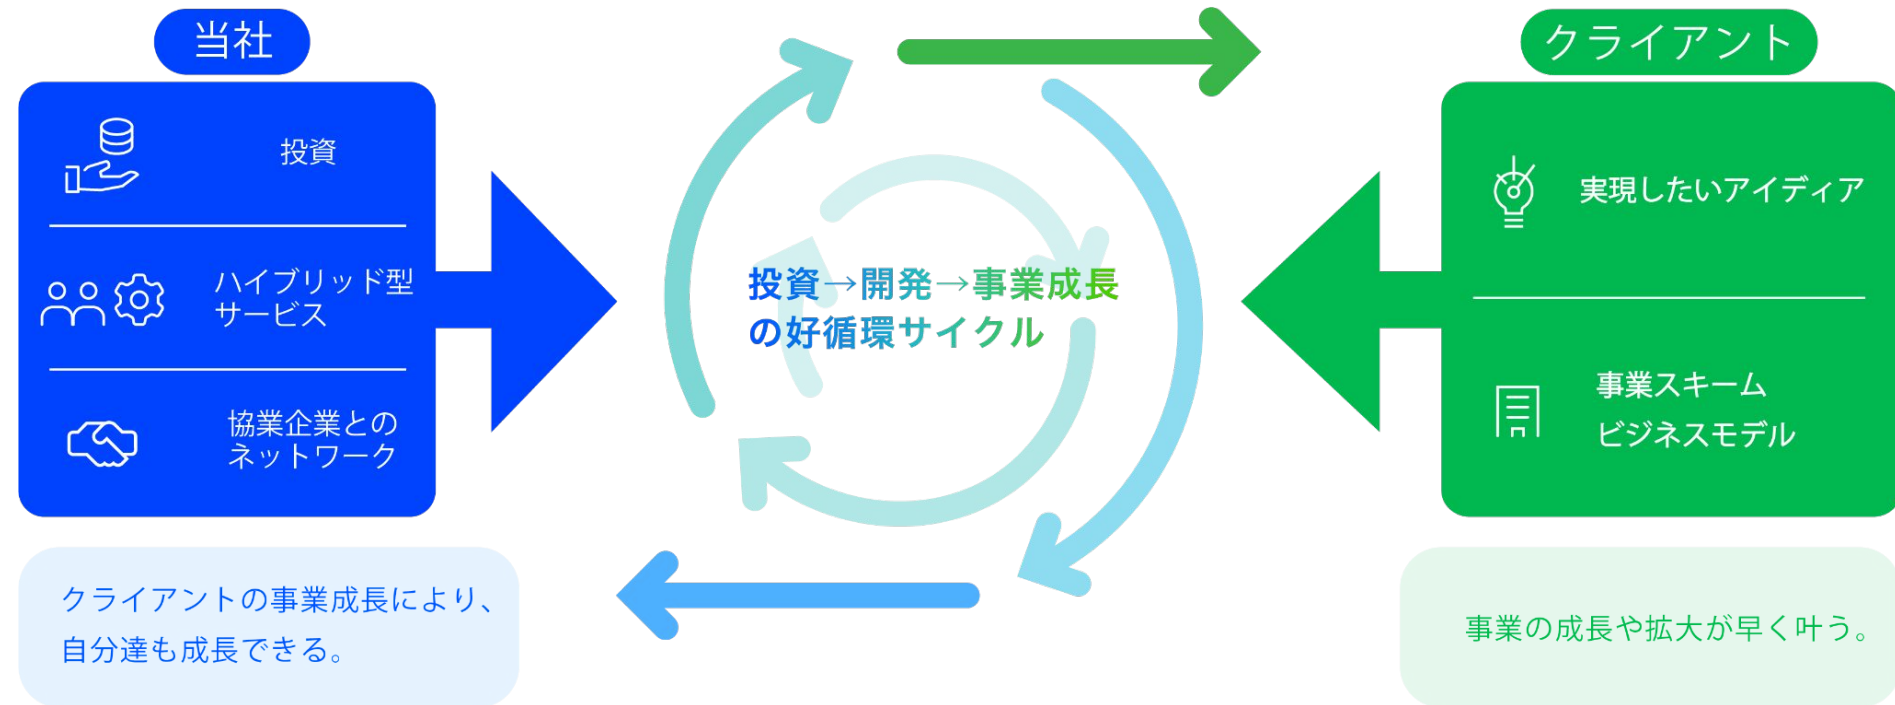 当社
投資
ハイブリッド型
サービス
協業企業との
ネットワーク
クライアントの事業成長により、
自分達も成長できる。
投資→開発→事業成長
の好循環サイクル
クライアント
実現したいアイディア
事業スキーム
ビジネスモデル
事業の成長や拡大が早く叶う。